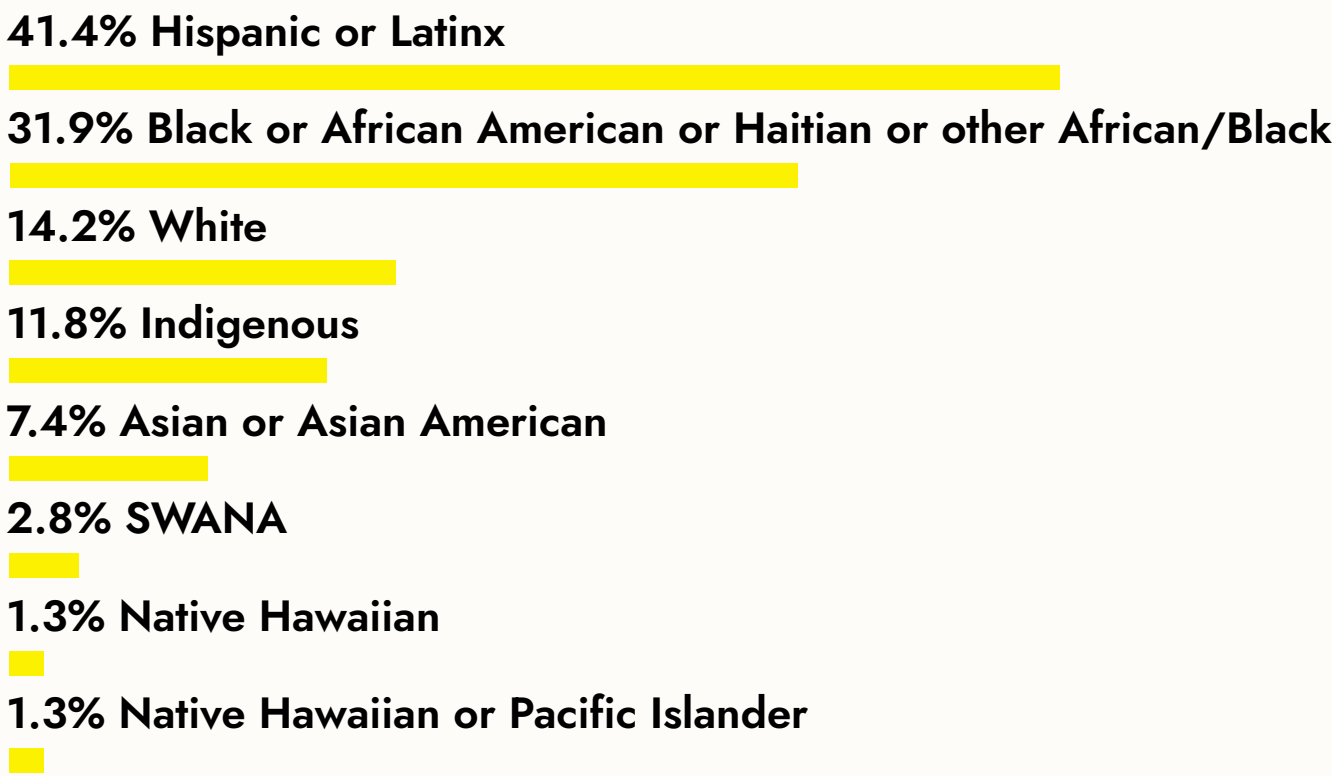 41.4% Hispanic or Latinx
31.9% Black or African American or Haitian or other African/Black
14.2% White
11.8% Indigenous
7.4% Asian or Asian American
2.8% SWANA
1.3% Native Hawaiian
1.3% Native Hawaiian or Pacific Islander